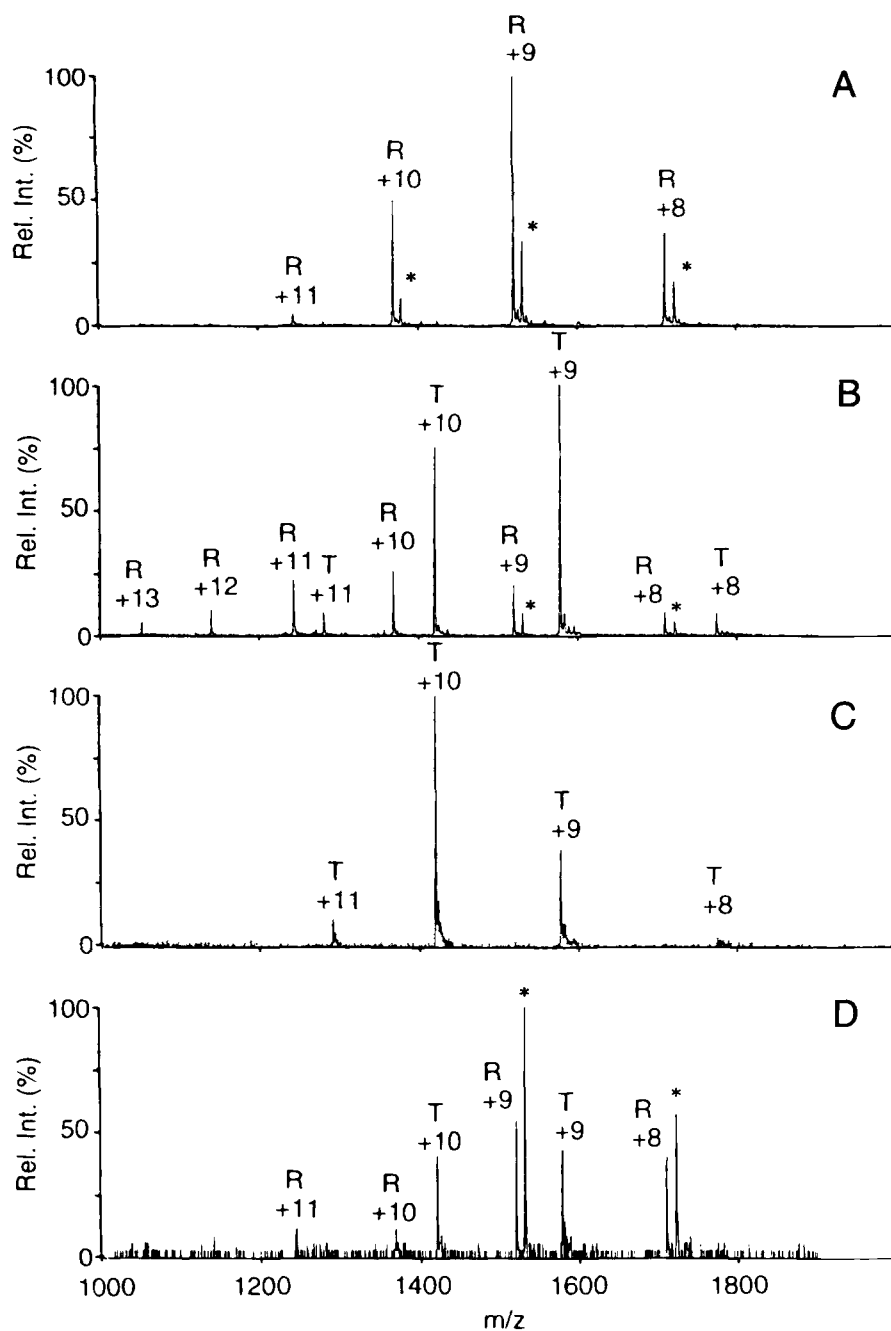 A
Rel. Int. (%)
100
50
0
R
+11
R
+10
*
R
+9
*
R
+8
*
B
Rel. Int. (%)
100
50
0
R
+13
R
+12
R
+11
T
+11
R
+10
T
+10
R
+9
*
T
+9
R
+8
*
T
+8
C
Rel. Int. (%)
100
50
0
T
+11
T
+10
T
+9
T
+8
D
Rel. Int. (%)
100
50
0
R
+11
R
+10
T
+10
R
+9
*
T
+9
R
+8
*
1000 1200 1400 1600 1800
m/z